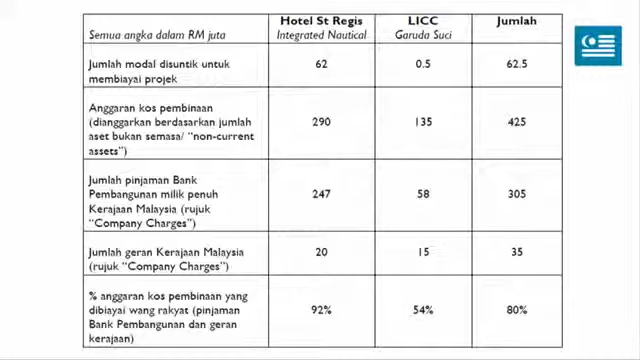 Semua angka dalam RM juta
Hotel St Regis
Integrated Nautical
LICC
Garuda Suci
Jumlah
Jumlah modal disuntik untuk
membiayai projek
62
0.5
62.5
Anggaran kos pembinaan
(dianggarkan berdasarkan jumlah
aset bukan semasa/ “non-current
assets”)
290
135
425
Jumlah pinjaman Bank
Pembangunan milik penuh
Kerajaan Malaysia (rujuk
“Company Charges”)
247
58
305
Jumlah geran Kerajaan Malaysia
(rujuk “Company Charges”)
20
15
35
% anggaran kos pembinaan yang
dibiayai wang rakyat (pinjaman
Bank Pembangunan dan geran
kerajaan)
92%
54%
80%